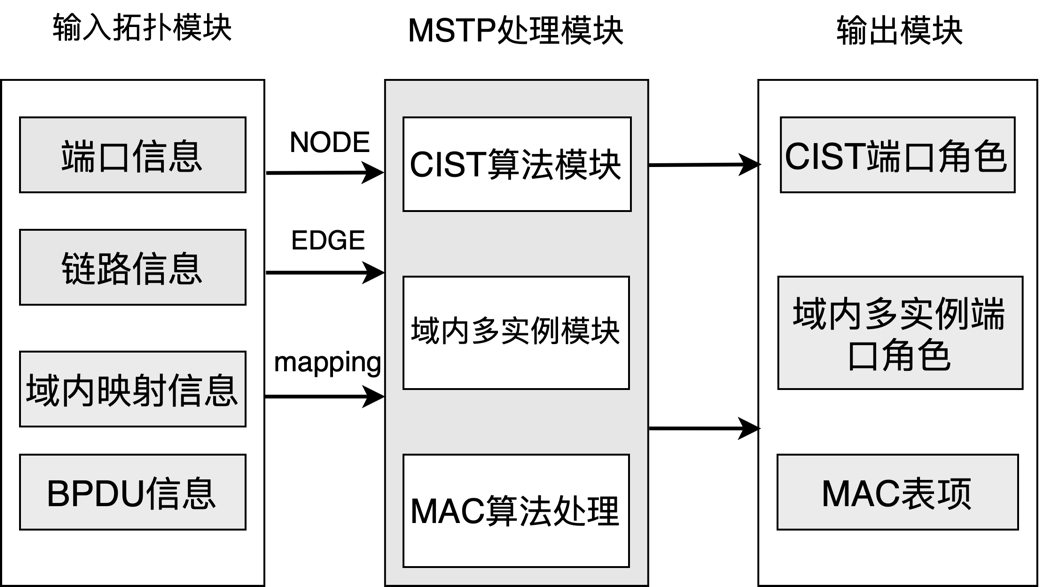 输入拓扑模块
MSTP处理模块
输出模块
端口信息
链路信息
域内映射信息
BPDU信息
NODE
EDGE
mapping
CIST算法模块
域内多实例模块
MAC算法处理
CIST端口角色
域内多实例端
口角色
MAC表项